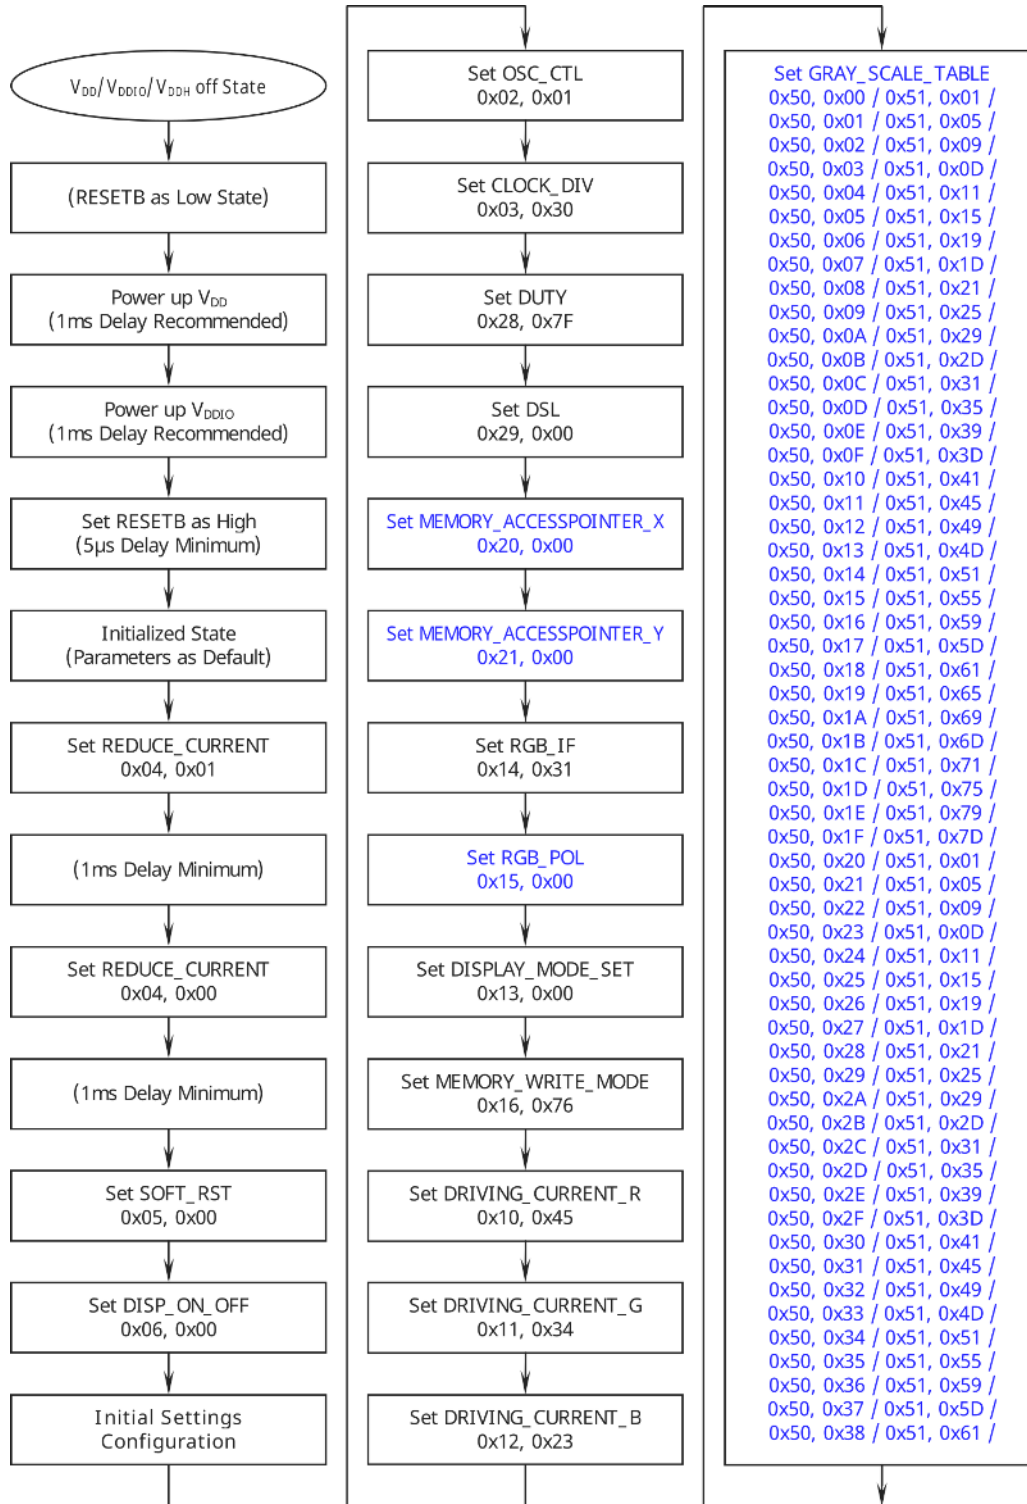 VDD/VDDIO/VDDH off State
(RESETB as Low State)
Power up VDD
(1ms Delay Recommended)
Power up VDDIO
(1ms Delay Recommended)
Set RESETB as High
(5μs Delay Minimum)
Initialized State
(Parameters as Default)
Set REDUCE_CURRENT
0x04, 0x01
(1ms Delay Minimum)
Set REDUCE_CURRENT
0x04, 0x00
(1ms Delay Minimum)
Set SOFT_RST
0x05, 0x00
Set DISP_ON_OFF
0x06, 0x00
Initial Settings
Configuration
Set OSC_CTL
0x02, 0x01
Set CLOCK_DIV
0x03, 0x30
Set DUTY
0x28, 0x7F
Set DSL
0x29, 0x00
Set MEMORY_ACCESSPOINTER_X
0x20, 0x00
Set MEMORY_ACCESSPOINTER_Y
0x21, 0x00
Set RGB_IF
0x14, 0x31
Set RGB_POL
0x15, 0x00
Set DISPLAY_MODE_SET
0x13, 0x00
Set MEMORY_WRITE_MODE
0x16, 0x76
Set DRIVING_CURRENT_R
0x10, 0x45
Set DRIVING_CURRENT_G
0x11, 0x34
Set DRIVING_CURRENT_B
0x12, 0x23
Set GRAY_SCALE_TABLE
0x50, 0x00 / 0x51, 0x01 /
0x50, 0x01 / 0x51, 0x05 /
0x50, 0x02 / 0x51, 0x09 /
0x50, 0x03 / 0x51, 0x0D /
0x50, 0x04 / 0x51, 0x11 /
0x50, 0x05 / 0x51, 0x15 /
0x50, 0x06 / 0x51, 0x19 /
0x50, 0x07 / 0x51, 0x1D /
0x50, 0x08 / 0x51, 0x21 /
0x50, 0x09 / 0x51, 0x25 /
0x50, 0x0A / 0x51, 0x29 /
0x50, 0x0B / 0x51, 0x2D /
0x50, 0x0C / 0x51, 0x31 /
0x50, 0x0D / 0x51, 0x35 /
0x50, 0x0E / 0x51, 0x39 /
0x50, 0x0F / 0x51, 0x3D /
0x50, 0x10 / 0x51, 0x41 /
0x50, 0x11 / 0x51, 0x45 /
0x50, 0x12 / 0x51, 0x49 /
0x50, 0x13 / 0x51, 0x4D /
0x50, 0x14 / 0x51, 0x51 /
0x50, 0x15 / 0x51, 0x55 /
0x50, 0x16 / 0x51, 0x59 /
0x50, 0x17 / 0x51, 0x5D /
0x50, 0x18 / 0x51, 0x61 /
0x50, 0x19 / 0x51, 0x65 /
0x50, 0x1A / 0x51, 0x69 /
0x50, 0x1B / 0x51, 0x6D /
0x50, 0x1C / 0x51, 0x71 /
0x50, 0x1D / 0x51, 0x75 /
0x50, 0x1E / 0x51, 0x79 /
0x50, 0x1F / 0x51, 0x7D /
0x50, 0x20 / 0x51, 0x01 /
0x50, 0x21 / 0x51, 0x05 /
0x50, 0x22 / 0x51, 0x09 /
0x50, 0x23 / 0x51, 0x0D /
0x50, 0x24 / 0x51, 0x11 /
0x50, 0x25 / 0x51, 0x15 /
0x50, 0x26 / 0x51, 0x19 /
0x50, 0x27 / 0x51, 0x1D /
0x50, 0x28 / 0x51, 0x21 /
0x50, 0x29 / 0x51, 0x25 /
0x50, 0x2A / 0x51, 0x29 /
0x50, 0x2B / 0x51, 0x2D /
0x50, 0x2C / 0x51, 0x31 /
0x50, 0x2D / 0x51, 0x35 /
0x50, 0x2E / 0x51, 0x39 /
0x50, 0x2F / 0x51, 0x3D /
0x50, 0x30 / 0x51, 0x41 /
0x50, 0x31 / 0x51, 0x45 /
0x50, 0x32 / 0x51, 0x49 /
0x50, 0x33 / 0x51, 0x4D /
0x50, 0x34 / 0x51, 0x51 /
0x50, 0x35 / 0x51, 0x55 /
0x50, 0x36 / 0x51, 0x59 /
0x50, 0x37 / 0x51, 0x5D /
0x50, 0x38 / 0x51, 0x61 /